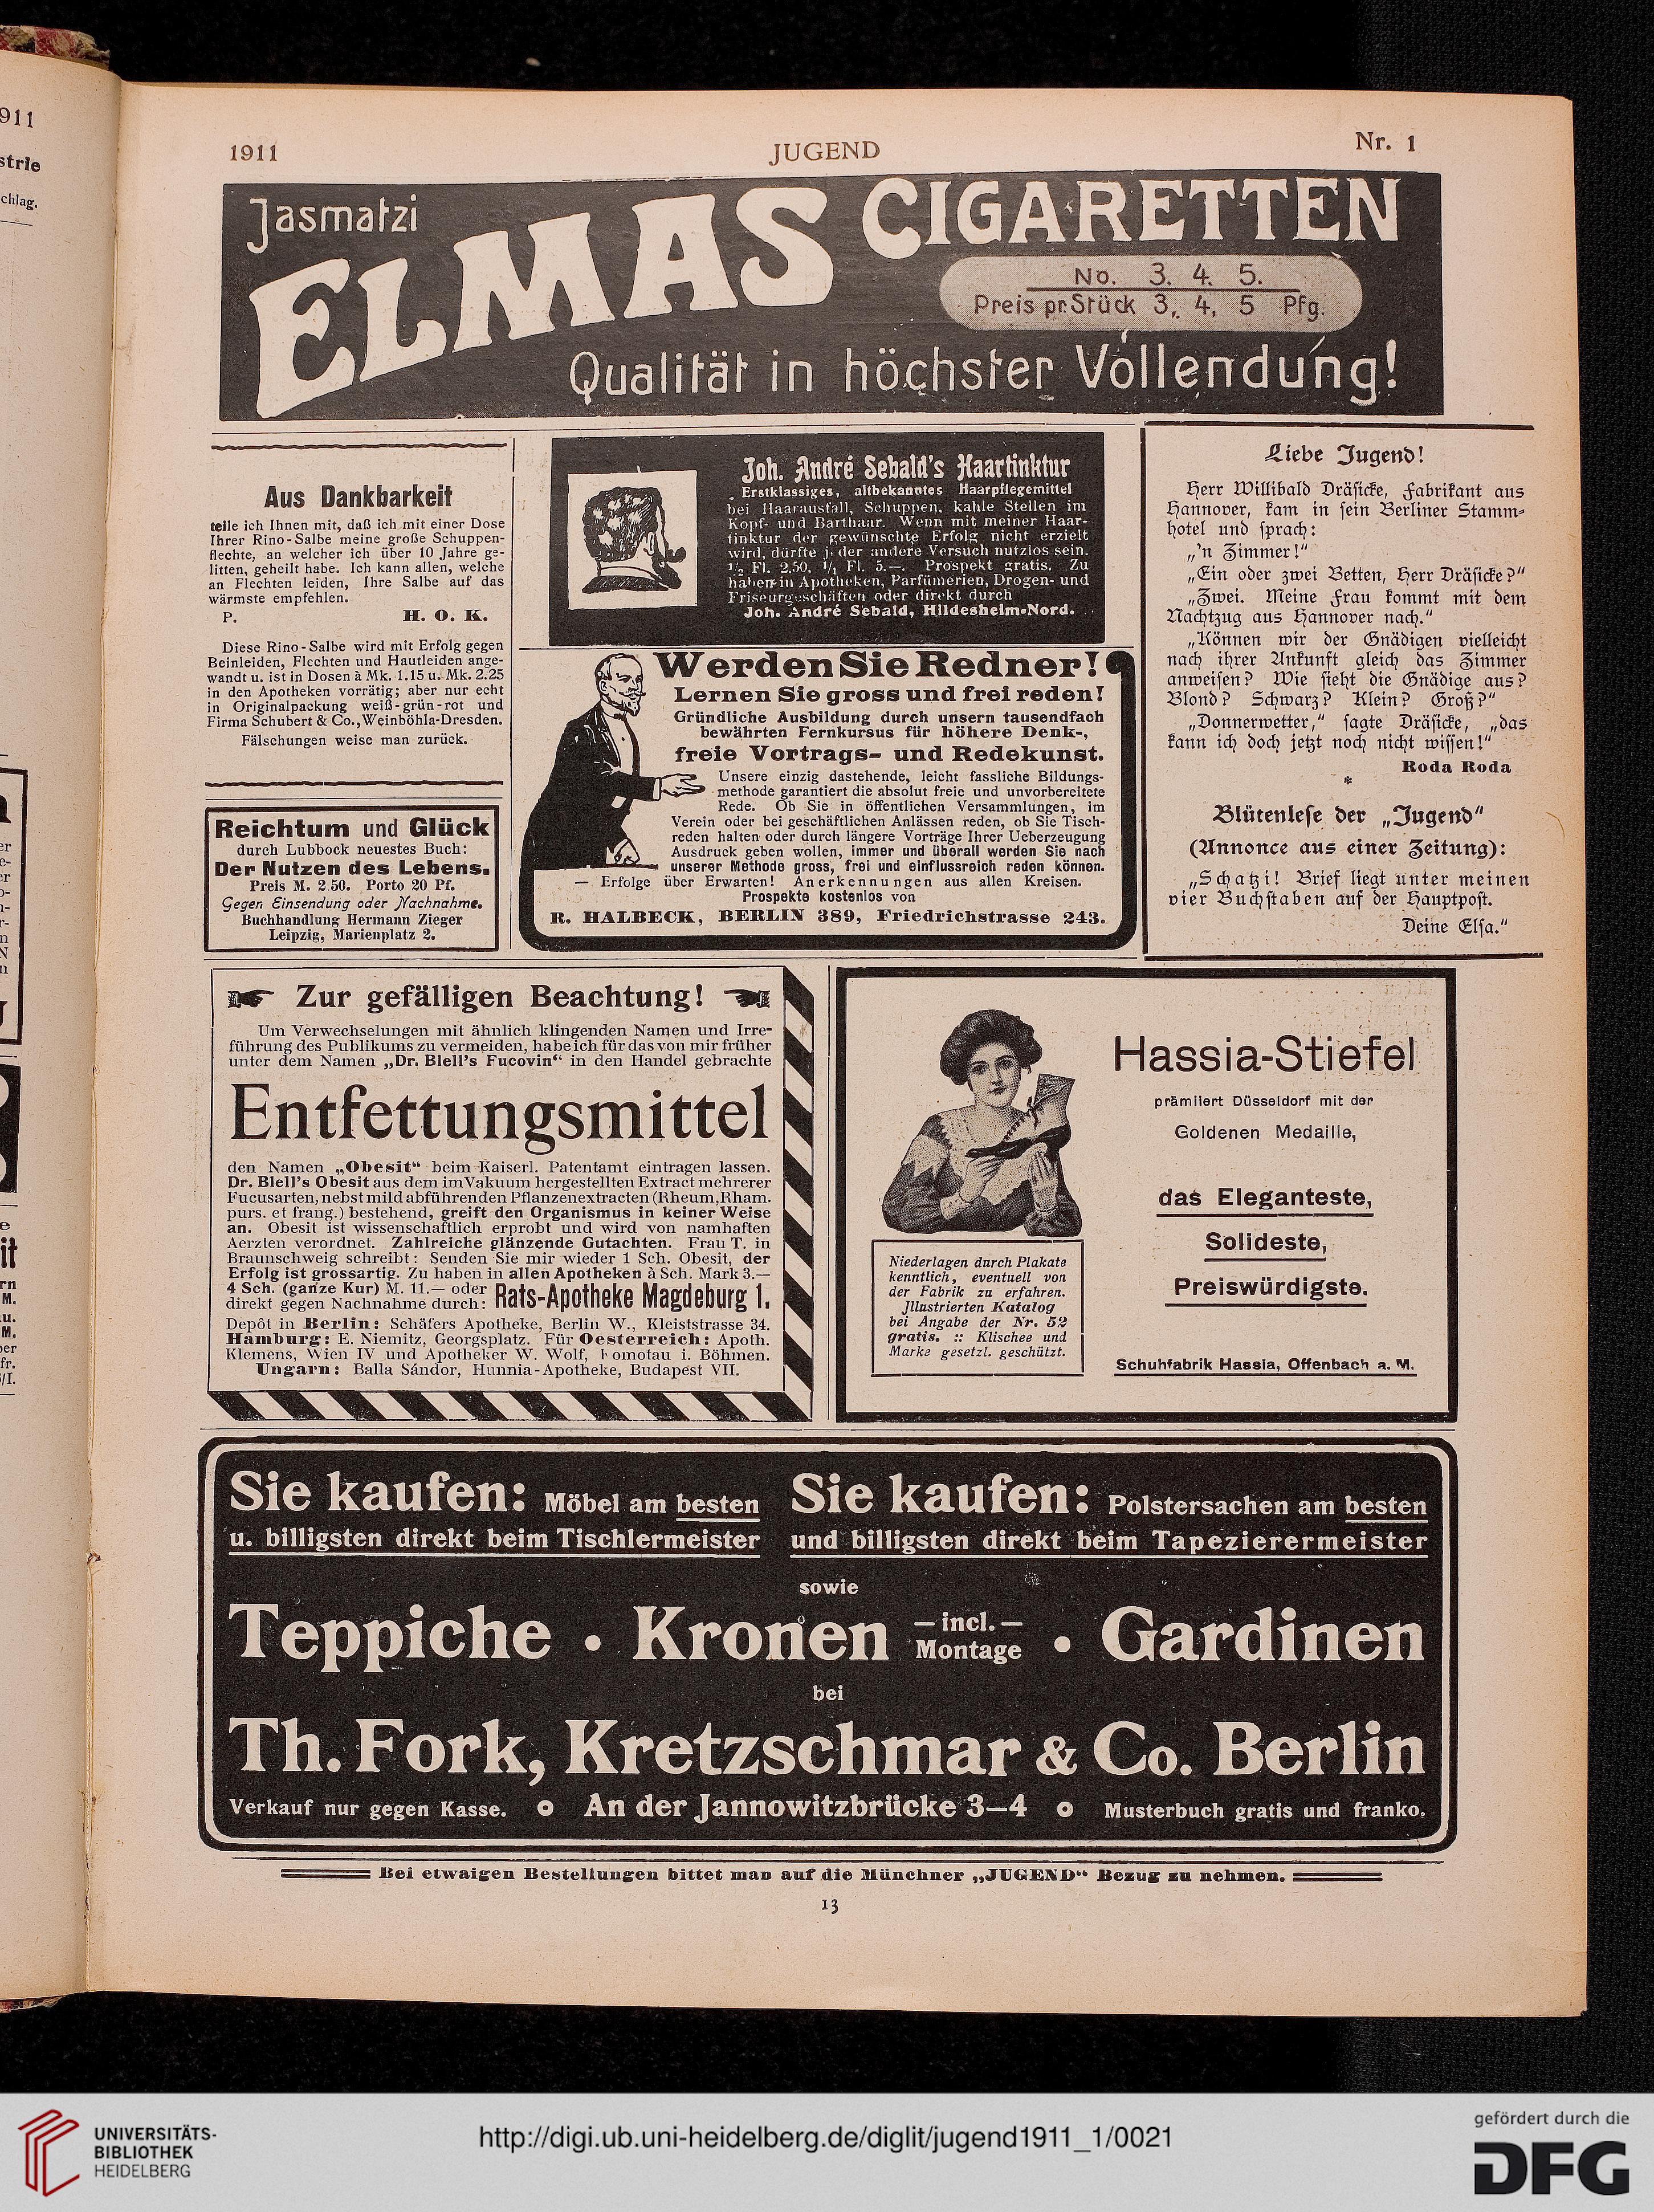 1911
JUGEND
Nr. 1
Jasmatzi
ELMAS CIGARETTEN
No. 3. 4. 5.
Preis pr. Stück 3, 4, 5 Pfg.
Qualität in höchster Vollendung!
Aus Dankbarkeit
teile ich Ihnen mit, daß ich mit einer Dose
Ihrer Rino-Salbe meine große Schuppen-
flechte, an welcher ich über 10 Jahre ge-
litten, geheilt habe. Ich kann allen, welche
an Flechten leiden, Ihre Salbe auf das
wärmste empfehlen.
P. H. O. K.
Diese Rino-Salbe wird mit Erfolg gegen
Beinleiden, Flechten und Hautleiden ange-
wandt u. ist in Dosen à Mk. 1.15 u. Mk. 2.25
in den Apotheken vorrätig; aber nur echt
in Originalpackung weiß-grün-rot und
Firma Schubert & Co., Weinböhla-Dresden.
Fälschungen weise man zurück.
Reichtum und Glück
durch Lubbock neuestes Buch:
Der Nutzen des Lebens.
Preis M. 2.50. Porto 20 Pf.
Gegen Einsendung oder Nachnahme.
Buchhandlung Hermann Zieger
Leipzig, Marienplatz 2.
Joh. André Sebald's Haartinktur
Erstklassiges, altbekanntes Haarpflegemittel
bei Haarausfall, Schuppen, kahle Stellen im
Kopf- und Barthaar. Wenn mit meiner Haar-
tinktur der gewünschte Erfolg nicht erzielt
wird, dürfte jeder andere Versuch nutzlos sein.
1/2 Fl. 2.50, 1/1 Fl. 5.—. Prospekt gratis. Zu
haben in Apotheken, Parfümerien, Drogen- und
Friseurgeschäften oder direkt durch
Joh. André Sebald, Hildesheim-Nord.
Werden Sie Redner!
Lernen Sie gross und frei reden!
Gründliche Ausbildung durch unsern tausendfach
bewährten Fernkursus für höhere Denk-,
freie Vortrags- und Redekunst.
Unsere einzig dastehende, leicht fassliche Bildungs-
methode garantiert die absolut freie und unvorbereitete
Rede. Ob Sie in öffentlichen Versammlungen, im
Verein oder bei geschäftlichen Anlässen reden, ob Sie Tisch-
reden halten oder durch längere Vorträge Ihrer Ueberzeugung
Ausdruck geben wollen, immer und überall werden Sie nach
unserer Methode gross, frei und einflussreich reden können.
— Erfolge über Erwarten! Anerkennungen aus allen Kreisen.
Prospekte kostenlos von
R. HALBECK, BERLIN 389, Friedrichstrasse 243.
Liebe Jugend!
Herr Willibald Dräsicke, Fabrikant aus
Hannover, kam in sein Berliner Stamm-
hotel und sprach:
„'n Zimmer!"
„Ein oder zwei Betten, Herr Dräsicke?"
„Zwei. Meine Frau kommt mit dem
Nachtzug aus Hannover nach."
„Können wir der Gnädigen vielleicht
nach ihrer Ankunft gleich das Zimmer
anweisen? Wie sieht die Gnädige aus?
Blond? Schwarz? Klein? Groß?"
„Donnerwetter," sagte Dräsicke, „das
kann ich doch jetzt noch nicht wissen!"
Roda Roda
*
Blütenlese der „Jugend"
(Annonce aus einer Zeitung):
„Schatzi! Brief liegt unter meinen
vier Buchstaben auf der Hauptpost.
Deine Elsa."
Zur gefälligen Beachtung!
Um Verwechselungen mit ähnlich klingenden Namen und Irre-
führung des Publikums zu vermeiden, habe ich für das von mir früher
unter dem Namen „Dr. Blell's Fucovin“ in den Handel gebrachte
Entfettungsmittel
den Namen „Obesit“ beim Kaiserl. Patentamt eintragen lassen.
Dr. Blell's Obesit aus dem im Vakuum hergestellten Extract mehrerer
Fucusarten, nebst mild abführenden Pflanzenextracten (Rheum, Rham.
purs. et frang.) bestehend, greift den Organismus in keiner Weise
an. Obesit ist wissenschaftlich erprobt und wird von namhaften
Aerzten verordnet. Zahlreiche glänzende Gutachten. Frau T. in
Braunschweig schreibt: Senden Sie mir wieder 1 Sch. Obesit, der
Erfolg ist grossartig. Zu haben in allen Apotheken à Sch. Mark 3.—
4 Sch. (ganze Kur) M. 11.— oder
direkt gegen Nachnahme durch: Rats-Apotheke Magdeburg 1.
Depôt in Berlin: Schäfers Apotheke, Berlin W., Kleiststrasse 34.
Hamburg: E. Niemitz, Georgsplatz. Für Oesterreich: Apoth.
Klemens, Wien IV und Apotheker W. Wolf, Komotau i. Böhmen.
Ungarn: Balla Sándor, Hunnia-Apotheke, Budapest VII.
Hassia-Stiefel
prämiiert Düsseldorf mit der
Goldenen Medaille,
das Eleganteste,
Solideste,
Preiswürdigste.
Schuhfabrik Hassia, Offenbach a. M.
Niederlagen durch Plakate
kenntlich, eventuell von
der Fabrik zu erfahren.
Jllustrierten Katalog
bei Angabe der Nr. 52
gratis. :: Klischee und
Marke gesetzl. geschützt.
Sie kaufen: Möbel am besten
u. billigsten direkt beim Tischlermeister
Sie kaufen: Polstersachen am besten
und billigsten direkt beim Tapezierermeister
sowie
Teppiche • Kronen — incl. — Montage • Gardinen
bei
Th. Fork, Kretzschmar & Co. Berlin
Verkauf nur gegen Kasse. o An der Jannowitzbrücke 3—4 o Musterbuch gratis und franko.
Bei etwaigen Bestellungen bittet man auf die Münchner „JUGEND“ Bezug zu nehmen.
13
UNIVERSITÄTS-
BIBLIOTHEK
HEIDELBERG
http://digi.ub.uni-heidelberg.de/diglit/jugend1911_1/0021
gefördert durch die
DFG